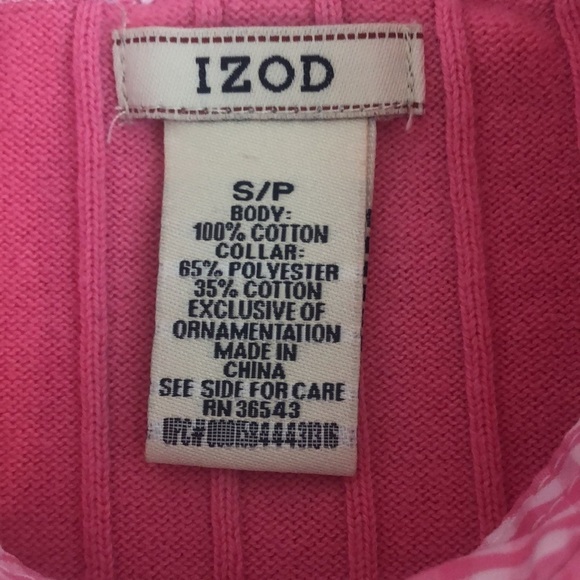 IZOD
S/P
BODY:
100% COTTON
COLLAR:
65% POLYESTER
35% COTTON
EXCLUSIVE OF
ORNAMENTATION
MADE IN
CHINA
SEE SIDE FOR CARE
RN 36543
UPC#